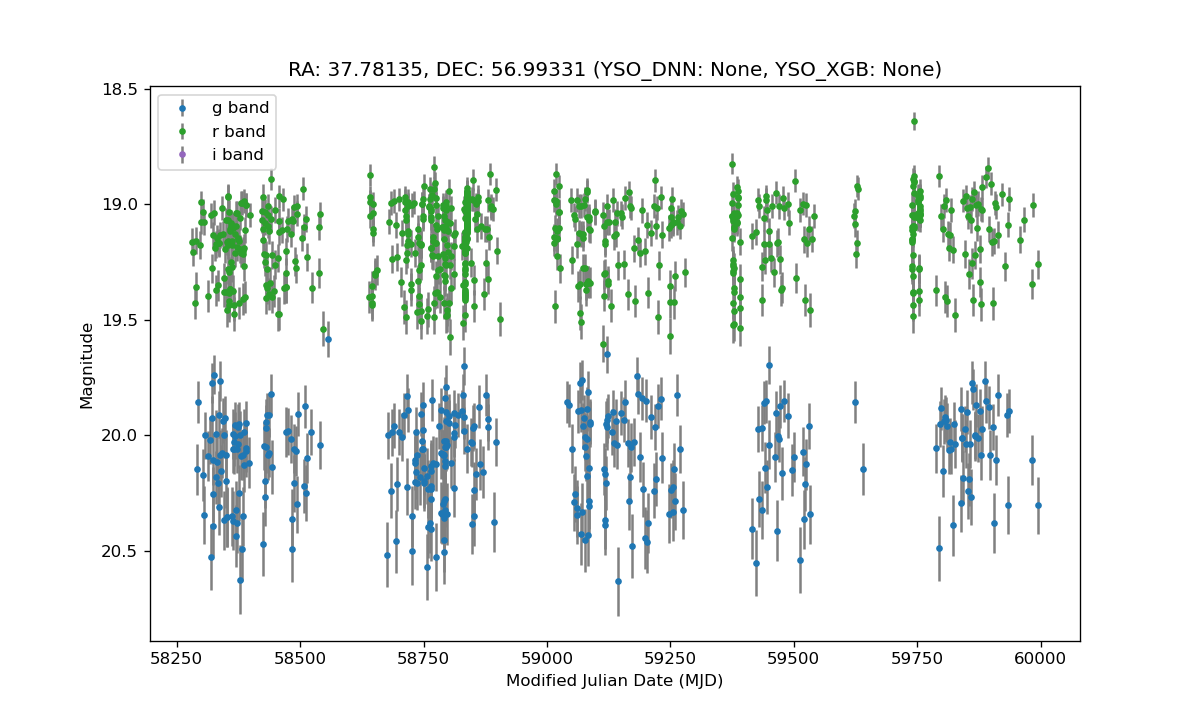 RA: 37.78135, DEC: 56.99331 (YSO_DNN: None, YSO_XGB: None)
g band
r band
i band
18.5
19.0
19.5
20.0
20.5
Magnitude
58250 58500 58750 59000 59250 59500 59750 60000
Modified Julian Date (MJD)